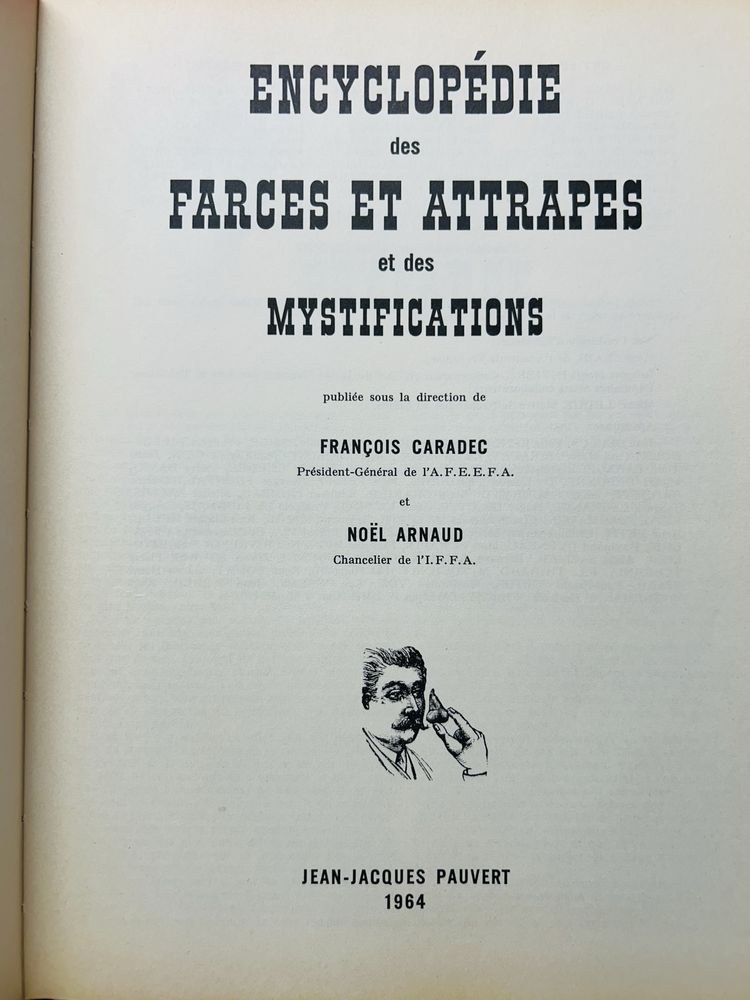 ENCYCLOPÉDIE
des
FARCES ET ATTRAPES
et des
MYSTIFICATIONS
publiée sous la direction de
FRANÇOIS CARADEC
Président-Général de l'A.F.E.E.F.A.
et
NOËL ARNAUD
Chancelier de l'I.F.F.A.
JEAN-JACQUES PAUVERT
1964